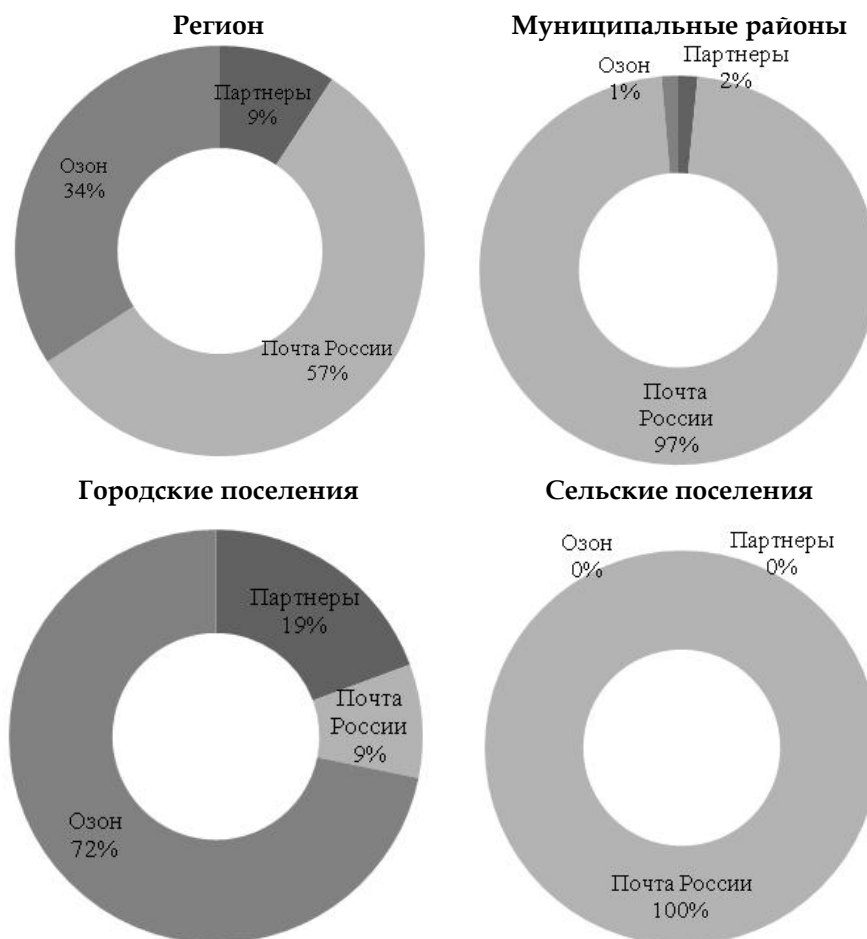 Регион
Партнеры
9%
Озон
34%
Почта России
57%
Муниципальные районы
Озон
1%
Партнеры
2%
Почта
России
97%
Городские поселения
Партнеры
19%
Почта
России
9%
Озон
72%
Сельские поселения
Озон
0%
Партнеры
0%
Почта России
100%